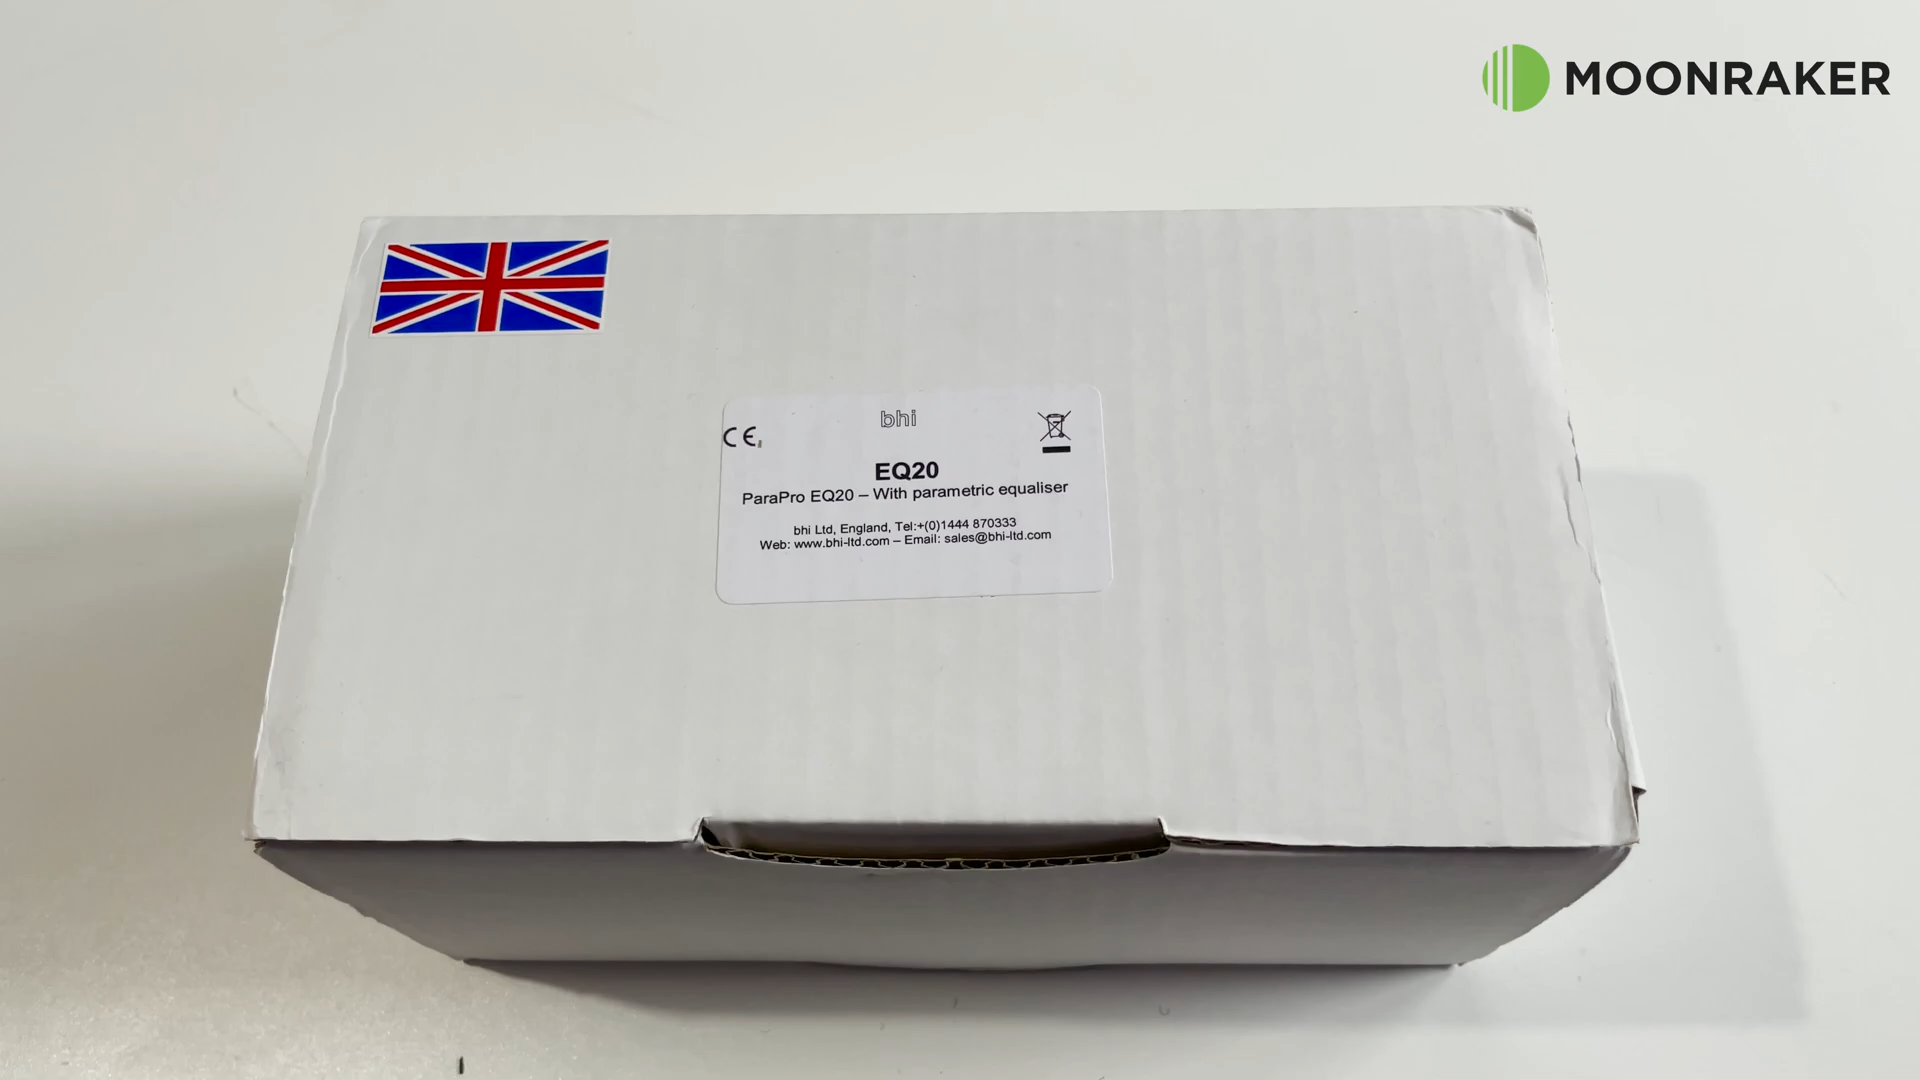 MOONRAKER
bhi
CE
EQ20
ParaPro EQ20 – With parametric equaliser
bhi Ltd, England, Tel:+(0)1444 870333
Web: www.bhi-ltd.com – Email: sales@bhi-ltd.com